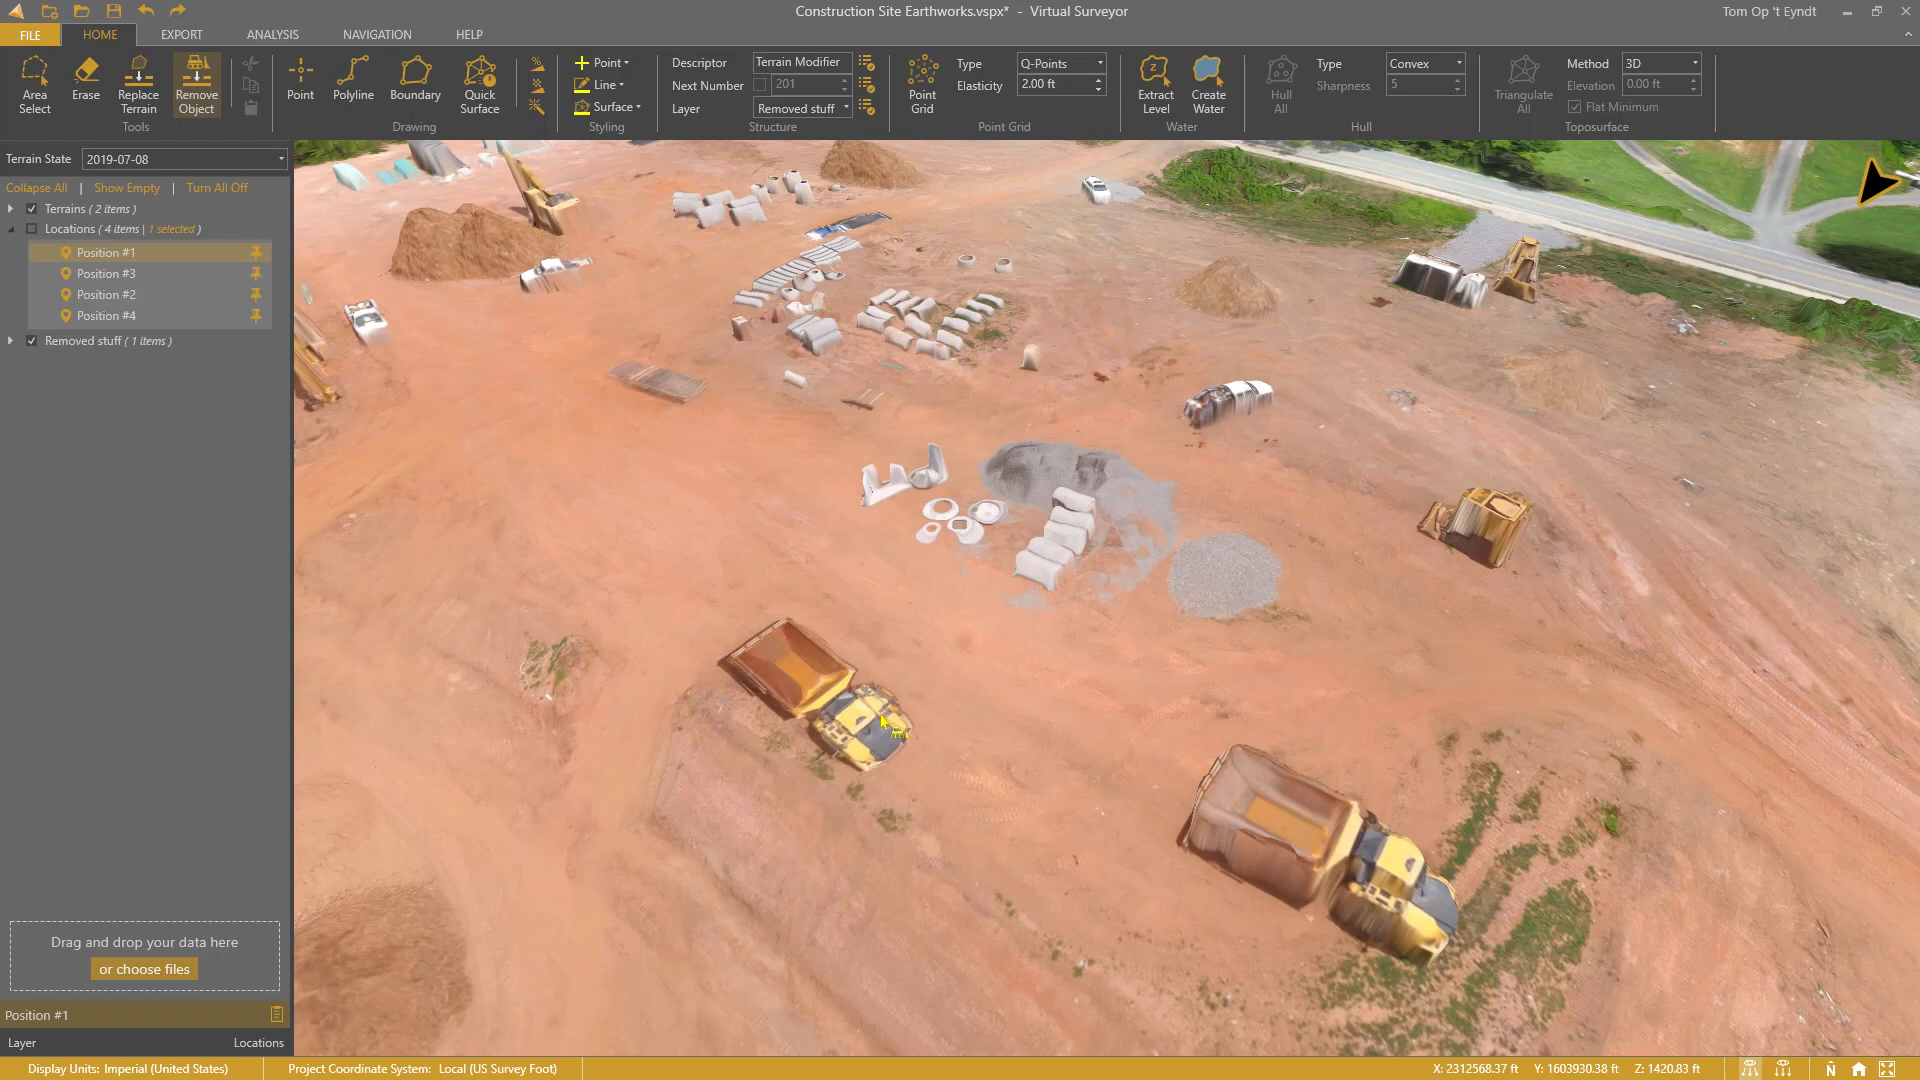 Construction Site Earthworks.vspx* - Virtual Surveyor
Tom Op 't Eyndt
FILE HOME EXPORT ANALYSIS NAVIGATION HELP
Area Select
Erase
Replace Terrain
Remove Object
Tools
Point
Polyline
Boundary
Quick Surface
Drawing
Point
Line
Surface
Styling
Descriptor Terrain Modifier
Next Number 201
Layer Removed stuff
Structure
Point Grid
Type Q-Points
Elasticity 2.00 ft
Point Grid
Extract Level
Create Water
Water
Hull All
Type Convex
Sharpness 5
Hull
Triangulate All
Method 3D
Elevation 0.00 ft
Flat Minimum
Toposurface
Terrain State 2019-07-08
Collapse All | Show Empty | Turn All Off
Terrains ( 2 items )
Locations ( 4 items | 1 selected )
Position #1
Position #3
Position #2
Position #4
Removed stuff ( 1 items )
Drag and drop your data here
or choose files
Position #1
Layer Locations
Display Units: Imperial (United States) Project Coordinate System: Local (US Survey Foot) X: 2312568.37 ft Y: 1603930.38 ft Z: 1420.83 ft